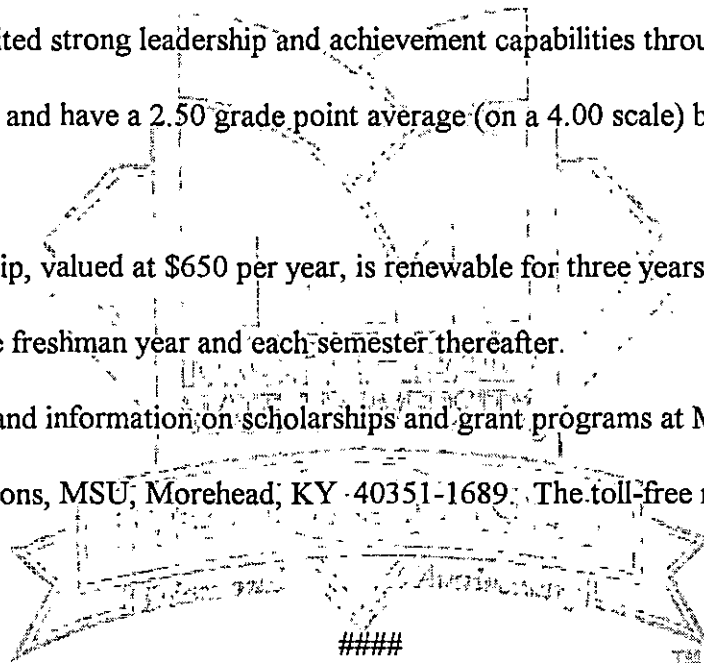 ited strong leadership and achievement capabilities throu
and have a 2.50 grade point average (on a 4.00 scale) b
ip, valued at $650 per year, is renewable for three years
e freshman year and each semester thereafter.
and information on scholarships and grant programs at M
ons, MSU, Morehead, KY 40351-1689. The toll-free r
####
TM